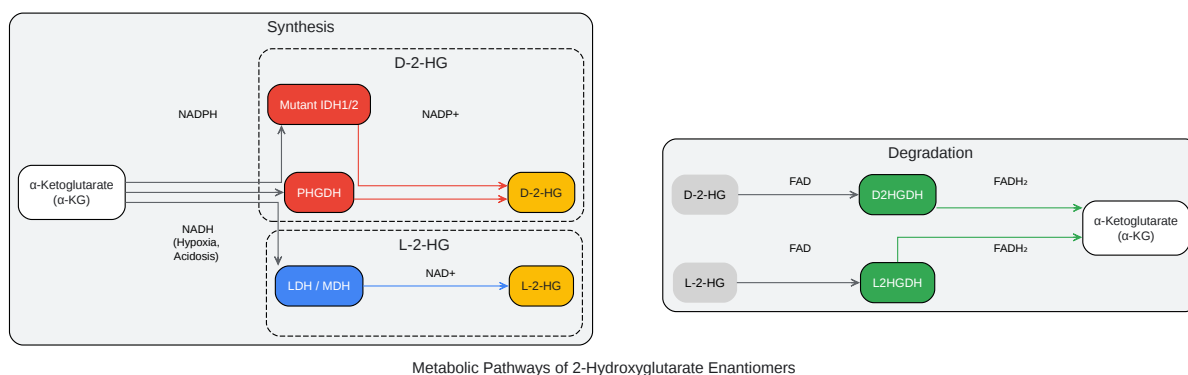 Synthesis
D-2-HG
Mutant IDH1/2
NADPH
NADP+
α-Ketoglutarate
(α-KG)
PHGDH
D-2-HG
NADH
(Hypoxia,
Acidosis)
L-2-HG
LDH / MDH
NAD+
L-2-HG
Degradation
D-2-HG
FAD
D2HGDH
FADH₂
α-Ketoglutarate
(α-KG)
L-2-HG
FAD
L2HGDH
FADH₂
Metabolic Pathways of 2-Hydroxyglutarate Enantiomers